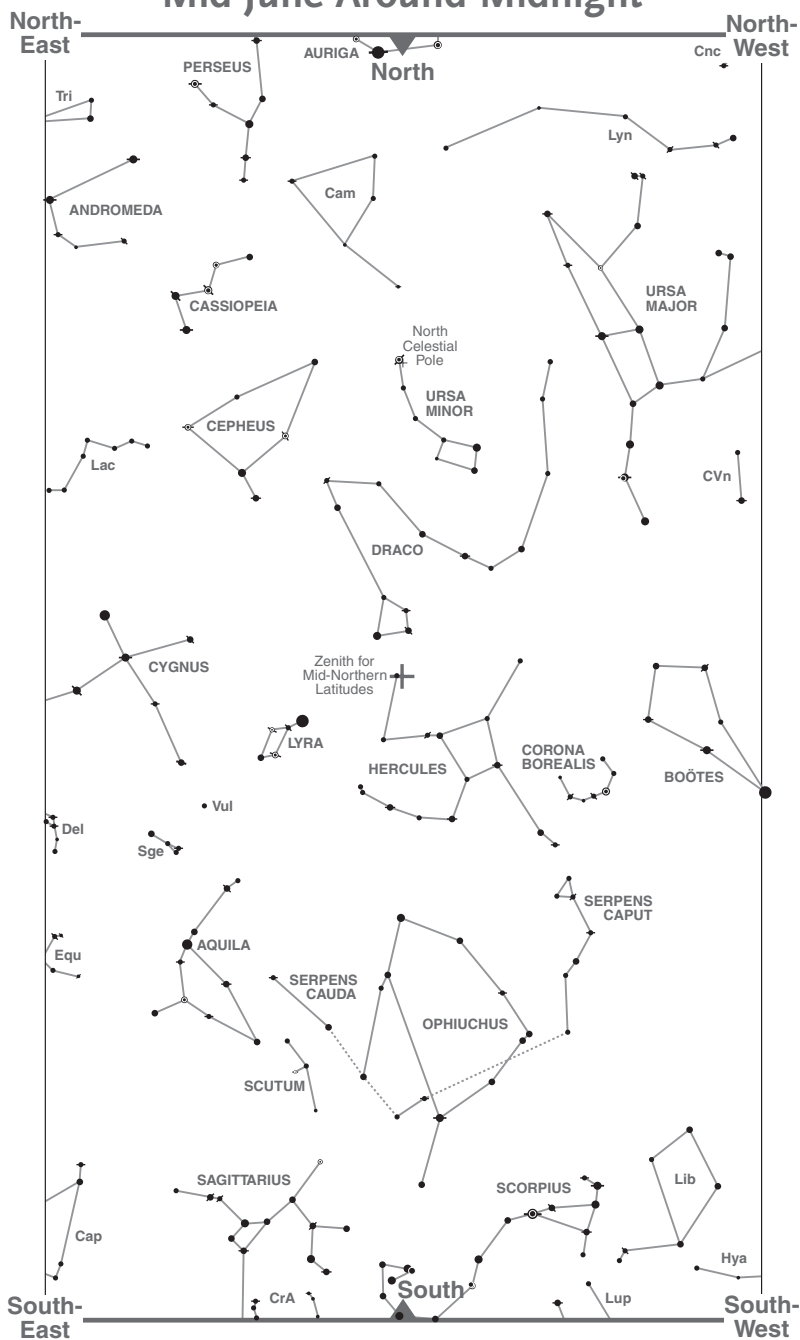 Mid June Around Midnight
North-
East
North-
West
AURIGA
North
Cnc
PERSEUS
Tri
Lyn
ANDROMEDA
Cam
CASSIOPEIA
URSA
MAJOR
North
Celestial
Pole
URSA
MINOR
CEPHEUS
Lac
CVn
DRACO
CYGNUS
Zenith for
Mid-Northern
Latitudes
LYRA
HERCULES
CORONA
BOREALIS
BOÖTES
Vul
Del
Sge
SERPENS
CAPUT
AQUILA
Equ
SERPENS
CAUDA
OPHIUCHUS
SCUTUM
SAGITTARIUS
SCORPIUS
Lib
Cap
Hya
CrA
South
Lup
South-
East
South-
West